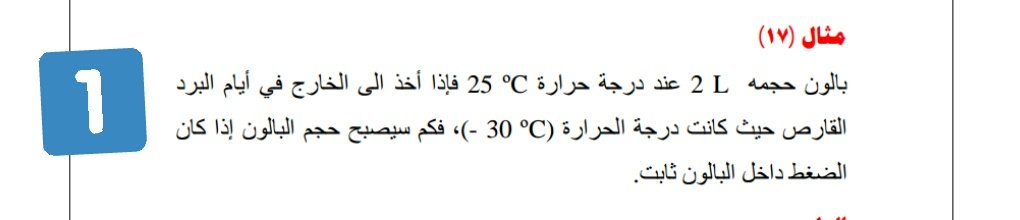 مثال (١٧)
1
بالون حجمه 2 L عند درجة حرارة 25 ºC فإذا أخذ الى الخارج في أيام البرد
القارص حيث كانت درجة الحرارة (- 30 ºC)، فكم سيصبح حجم البالون إذا كان
الضغط داخل البالون ثابت.